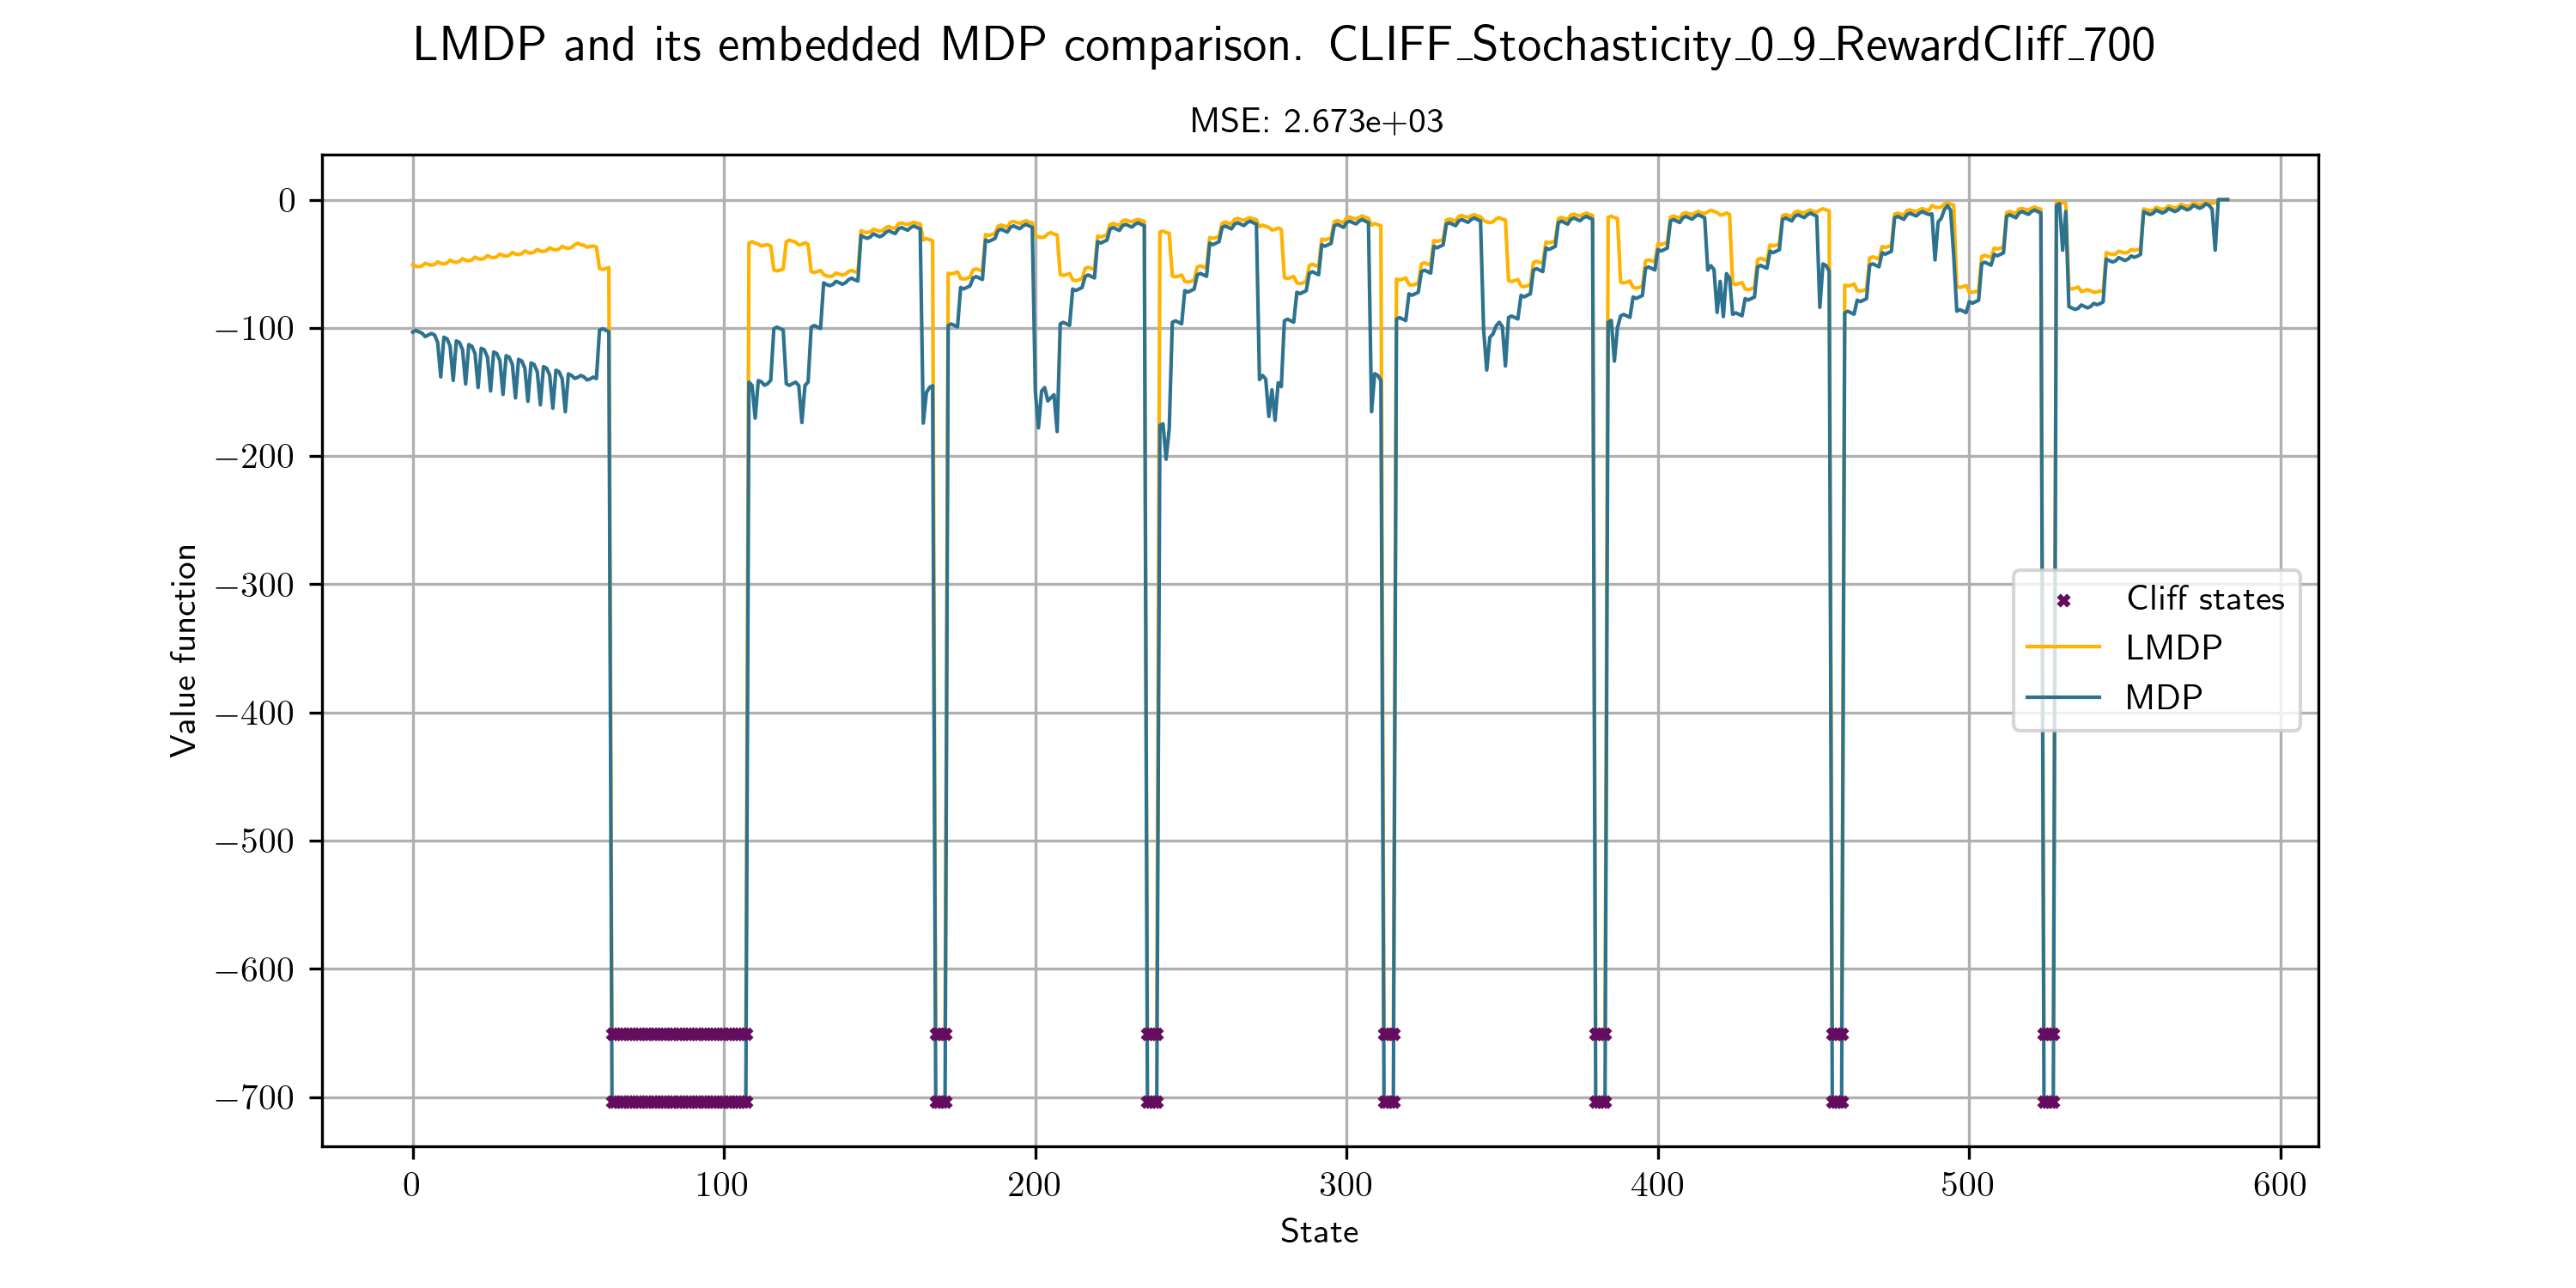 LMDP and its embedded MDP comparison. CLIFF_Stochasticity_0_9_RewardCliff_700
MSE: 2.673e+03
Value function
0
−100
−200
−300
−400
−500
−600
−700
Cliff states
LMDP
MDP
0 100 200 300 400 500 600
State